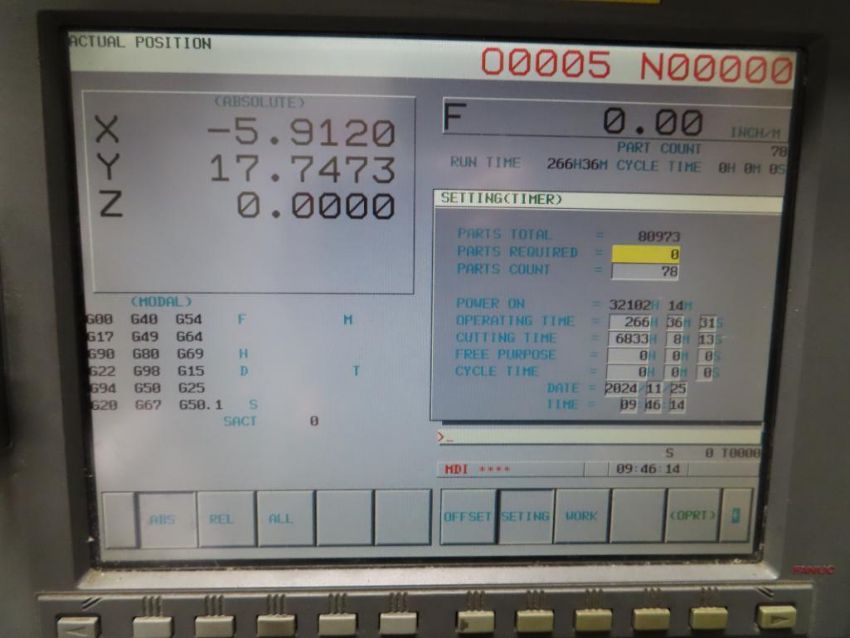 ACTUAL POSITION
O0005 N00000
(ABSOLUTE)
X -5.9120
Y 17.7473
Z 0.0000
F 0.00 INCH/M
PART COUNT 78
RUN TIME 266H36M CYCLE TIME 0H 0M 0S
SETTING(TIMER)
PARTS TOTAL = 80973
PARTS REQUIRED = 0
PARTS COUNT = 78
POWER ON = 32102H 14M
OPERATING TIME = 266H 36M 31S
CUTTING TIME = 6833H 8M 13S
FREE PURPOSE = 0H 0M 0S
CYCLE TIME = 0H 0M 0S
DATE = 2024/11/25
TIME = 09:46:14
(MODAL)
G00 G40 G54 F M
G17 G49 G64
G90 G80 G69 H
G22 G98 G15 D T
G94 G50 G25
G20 G67 G50.1 S
SACT 0
>_
S 0 T0000
MDI **** 09:46:14
ABS REL ALL
OFFSET SETING WORK (OPRT) +
FANUC